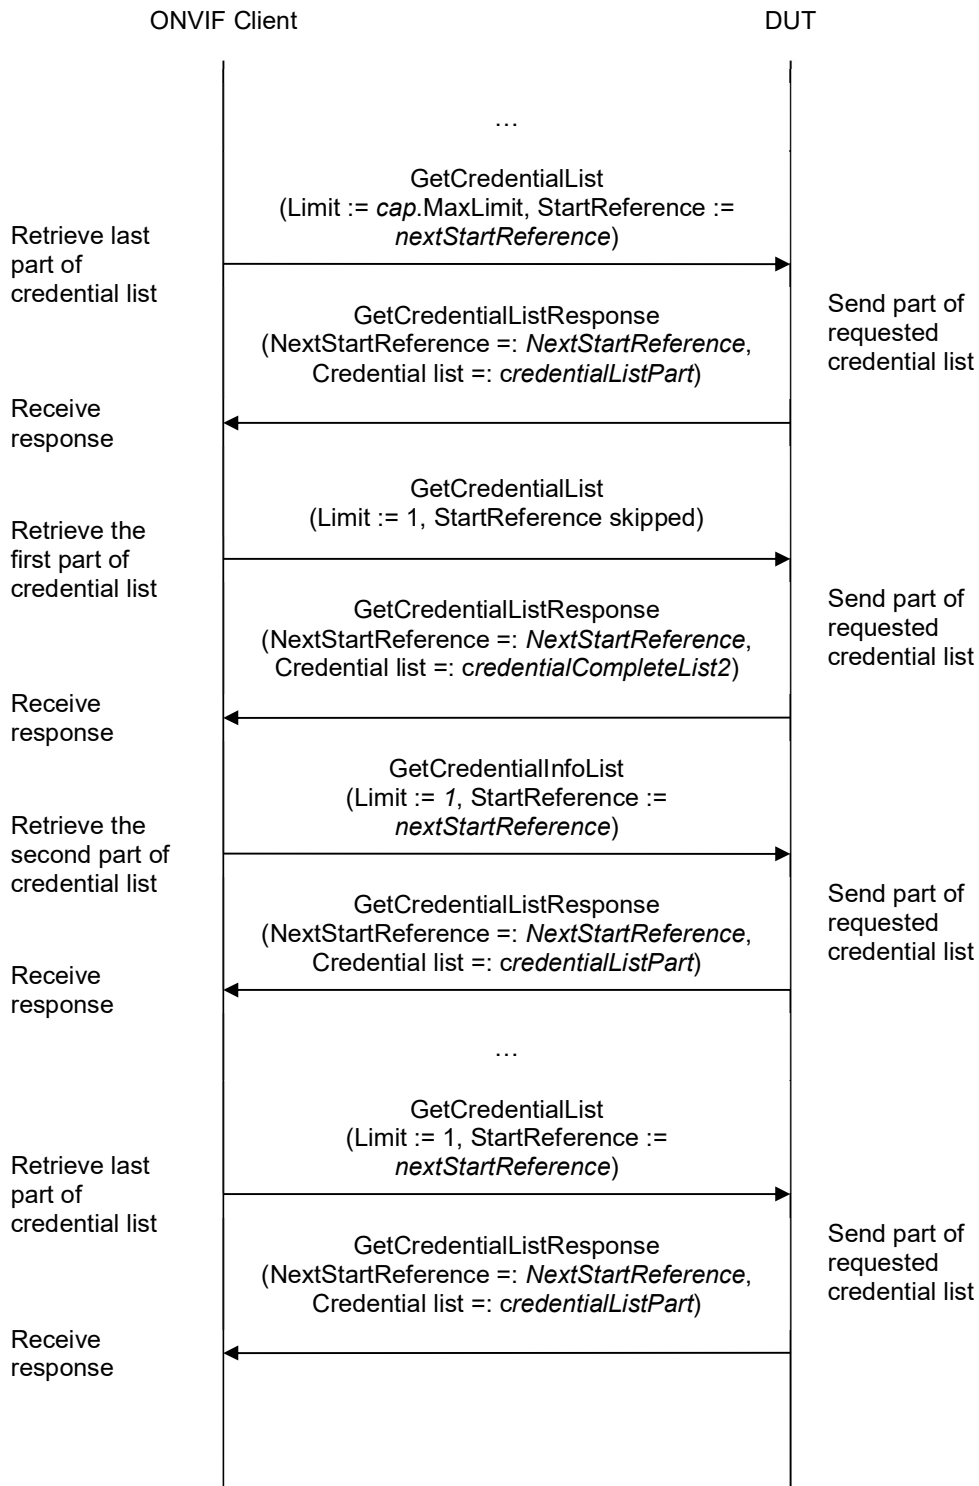 ONVIF Client
DUT
...
GetCredentialList
(Limit := cap.MaxLimit, StartReference :=
nextStartReference)
Retrieve last
part of
credential list
GetCredentialListResponse
(NextStartReference =: NextStartReference,
Credential list =: credentialListPart)
Send part of
requested
credential list
Receive
response
GetCredentialList
(Limit := 1, StartReference skipped)
Retrieve the
first part of
credential list
GetCredentialListResponse
(NextStartReference =: NextStartReference,
Credential list =: credentialCompleteList2)
Send part of
requested
credential list
Receive
response
GetCredentialInfoList
(Limit := 1, StartReference :=
nextStartReference)
Retrieve the
second part of
credential list
GetCredentialListResponse
(NextStartReference =: NextStartReference,
Credential list =: credentialListPart)
Send part of
requested
credential list
Receive
response
...
GetCredentialList
(Limit := 1, StartReference :=
nextStartReference)
Retrieve last
part of
credential list
GetCredentialListResponse
(NextStartReference =: NextStartReference,
Credential list =: credentialListPart)
Send part of
requested
credential list
Receive
response